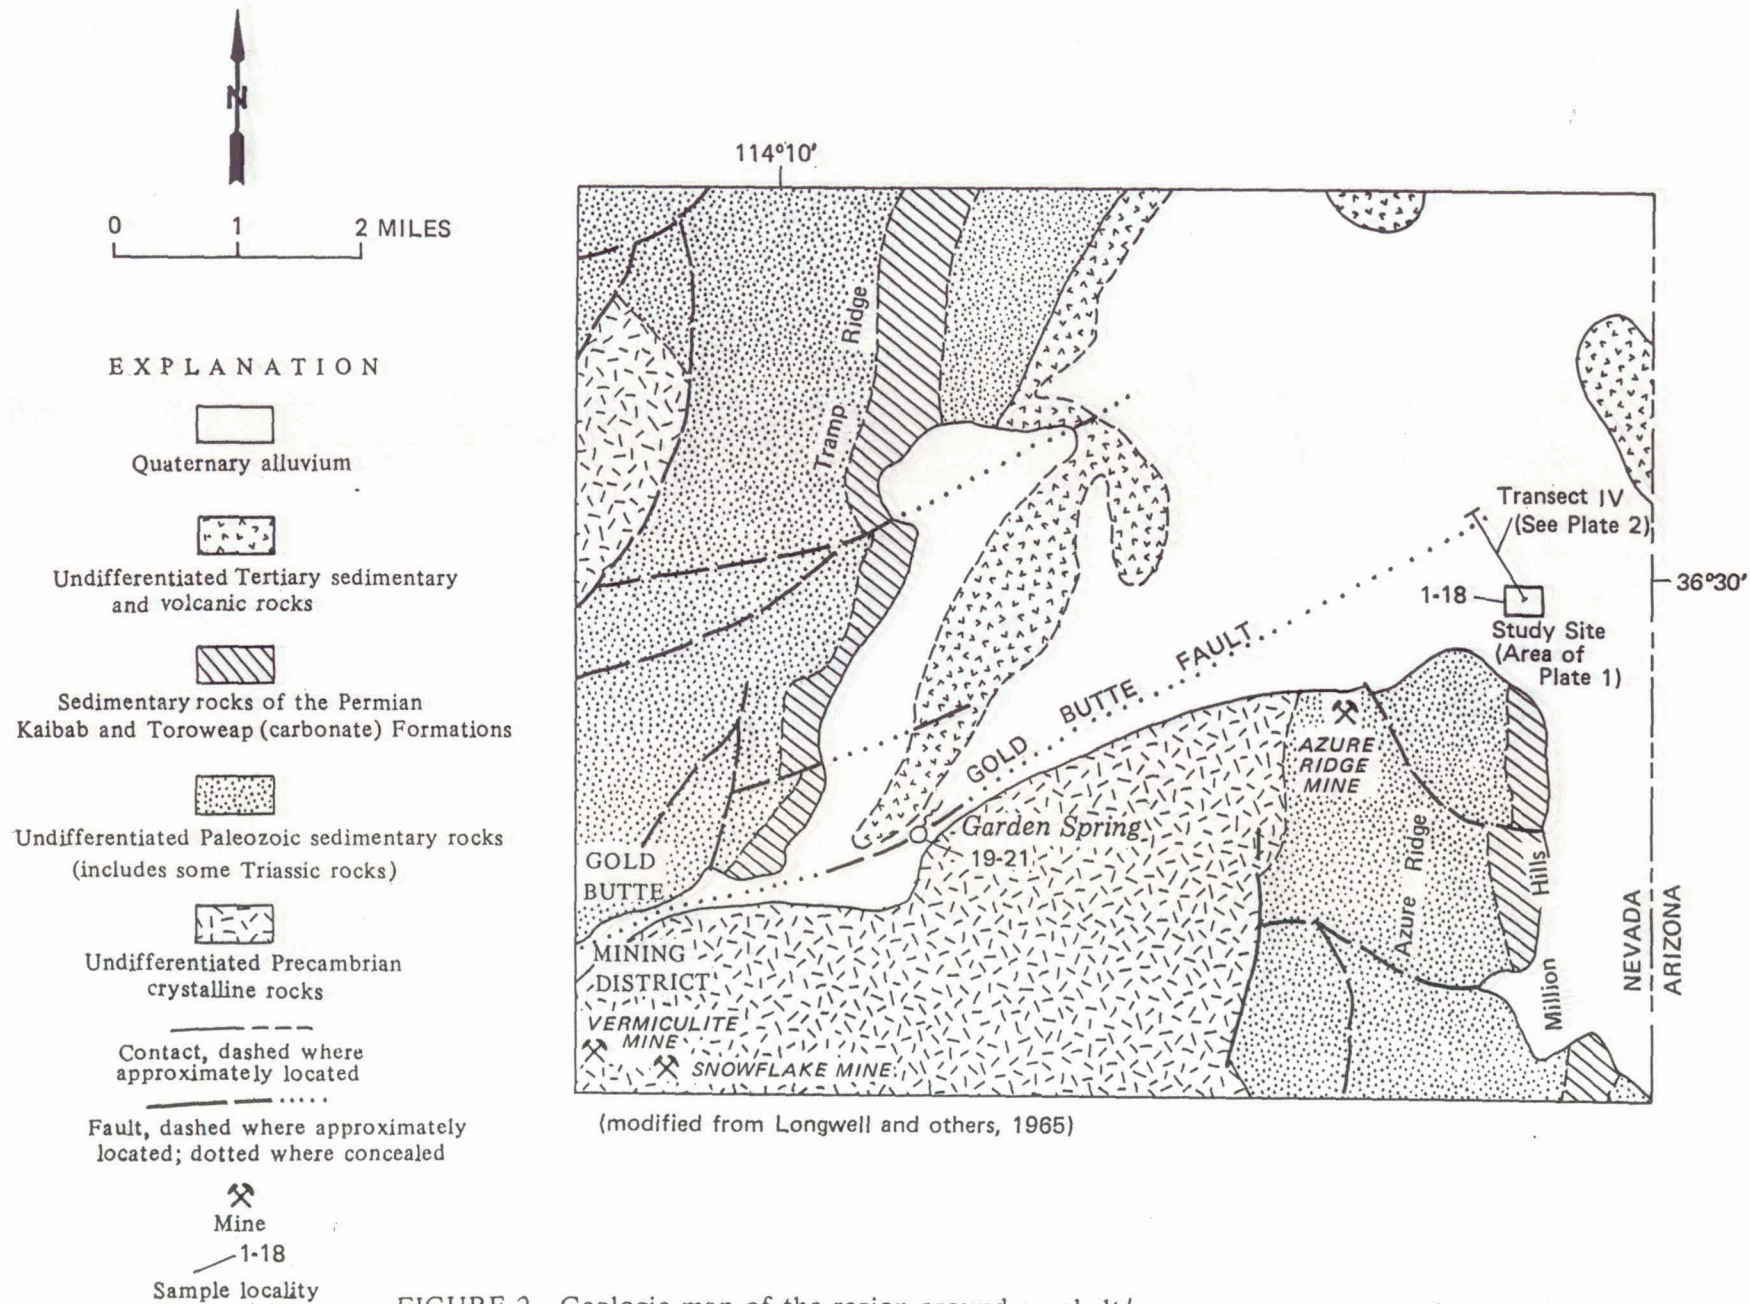 N
0 1 2 MILES
EXPLANATION
Quaternary alluvium
Undifferentiated Tertiary sedimentary
and volcanic rocks
Sedimentary rocks of the Permian
Kaibab and Toroweap (carbonate) Formations
Undifferentiated Paleozoic sedimentary rocks
(includes some Triassic rocks)
Undifferentiated Precambrian
crystalline rocks
Contact, dashed where
approximately located
Fault, dashed where approximately
located; dotted where concealed
Mine
1-18
Sample locality
114°10'
Tramp Ridge
Transect IV
(See Plate 2)
36°30'
1-18
Study Site
(Area of
Plate 1)
GOLD BUTTE FAULT
AZURE
RIDGE
MINE
Garden Spring
19-21
GOLD
BUTTE
MINING
DISTRICT
Azure Ridge
Million Hills
NEVADA
ARIZONA
VERMICULITE
MINE
SNOWFLAKE MINE
(modified from Longwell and others, 1965)
FIGURE 2. Geologic map of the region around